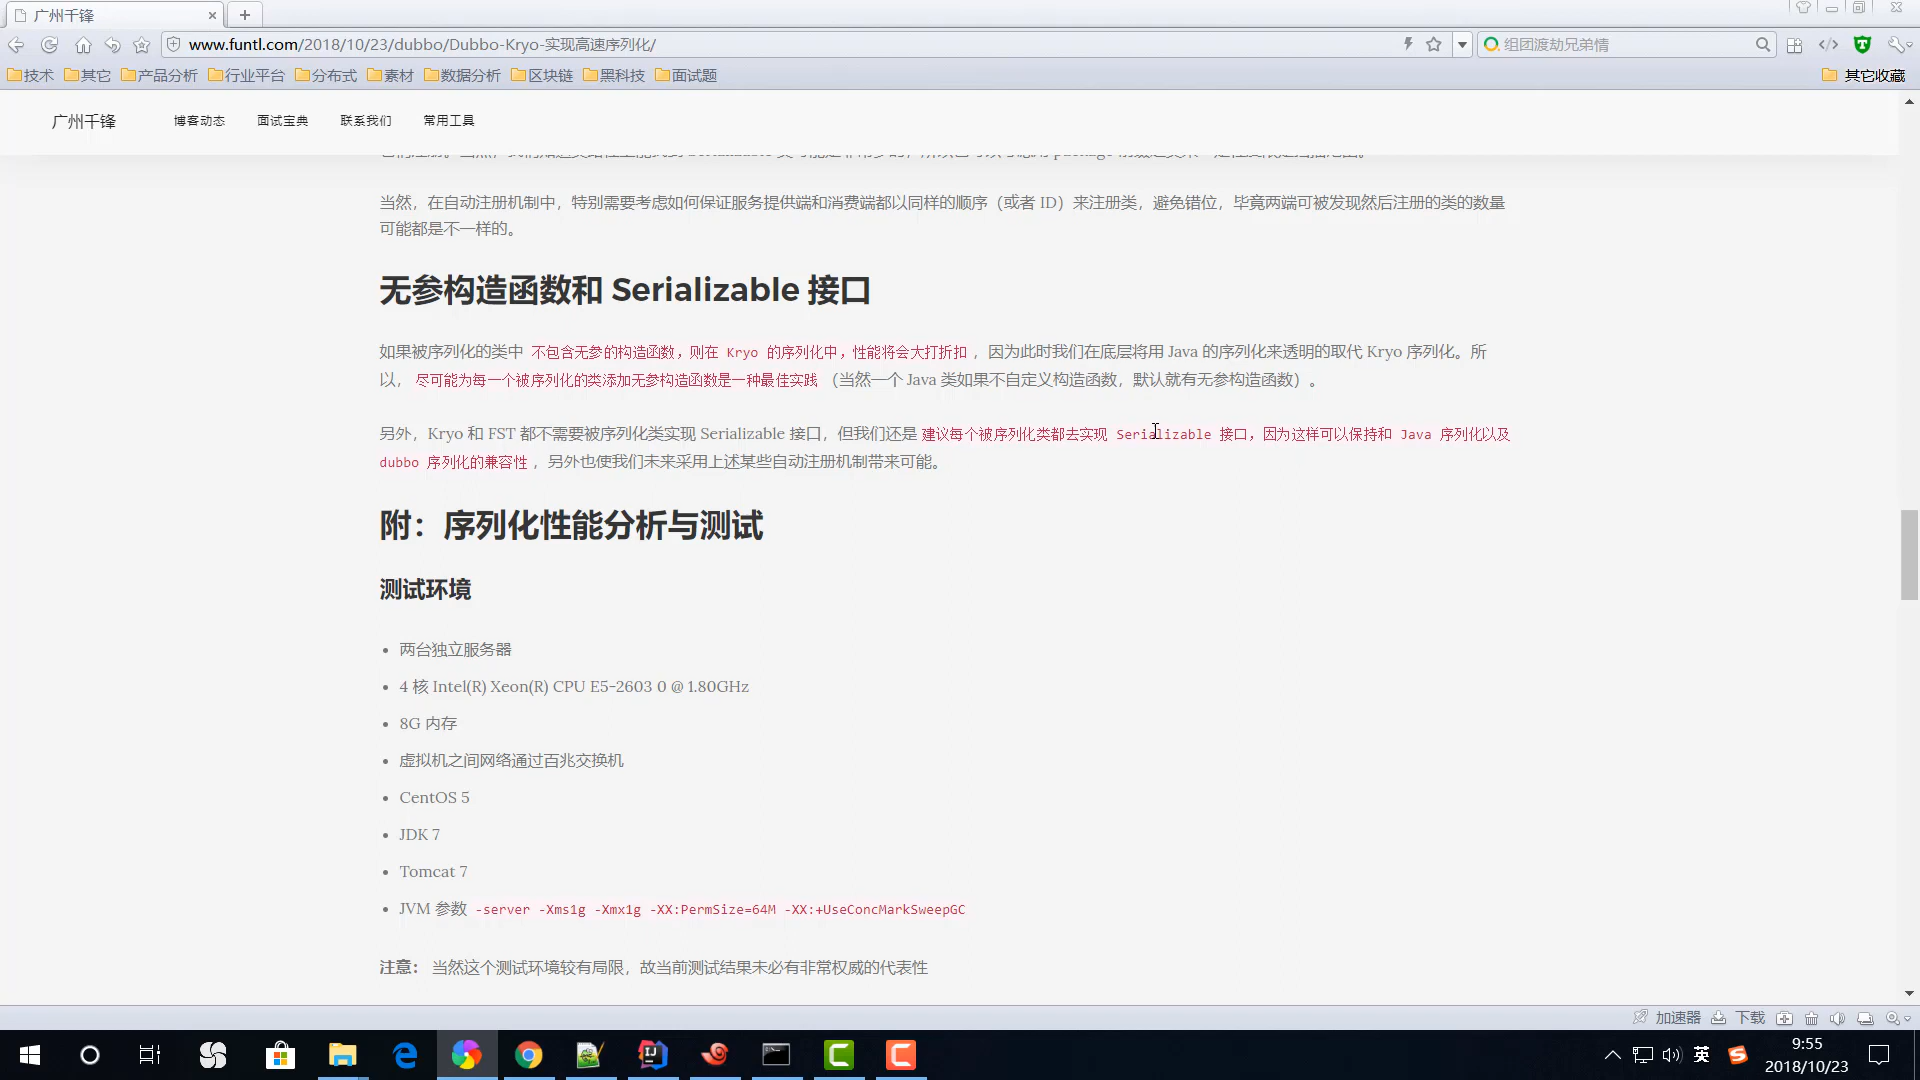 广州千锋
www.funtl.com/2018/10/23/dubbo/Dubbo-Kryo-实现高速序列化/
组团渡劫兄弟情
技术 其它 产品分析 行业平台 分布式 素材 数据分析 区块链 黑科技 面试题 其它收藏
广州千锋 博客动态 面试宝典 联系我们 常用工具
当然，在自动注册机制中，特别需要考虑如何保证服务提供端和消费端都以同样的顺序（或者 ID）来注册类，避免错位，毕竟两端可被发现然后注册的类的数量
可能都是不一样的。
无参构造函数和 Serializable 接口
如果被序列化的类中 不包含无参的构造函数，则在 Kryo 的序列化中，性能将会大打折扣 ，因为此时我们在底层将用 Java 的序列化来透明的取代 Kryo 序列化。所
以， 尽可能为每一个被序列化的类添加无参构造函数是一种最佳实践 （当然一个 Java 类如果不自定义构造函数，默认就有无参构造函数）。
另外，Kryo 和 FST 都不需要被序列化类实现 Serializable 接口，但我们还是 建议每个被序列化类都去实现 Serializable 接口，因为这样可以保持和 Java 序列化以及
dubbo 序列化的兼容性 ，另外也使我们未来采用上述某些自动注册机制带来可能。
附：序列化性能分析与测试
测试环境
两台独立服务器
4 核 Intel(R) Xeon(R) CPU E5-2603 0 @ 1.80GHz
8G 内存
虚拟机之间网络通过百兆交换机
CentOS 5
JDK 7
Tomcat 7
JVM 参数 -server -Xms1g -Xmx1g -XX:PermSize=64M -XX:+UseConcMarkSweepGC
注意： 当然这个测试环境较有局限，故当前测试结果未必有非常权威的代表性
加速器 下载
英
9:55
2018/10/23